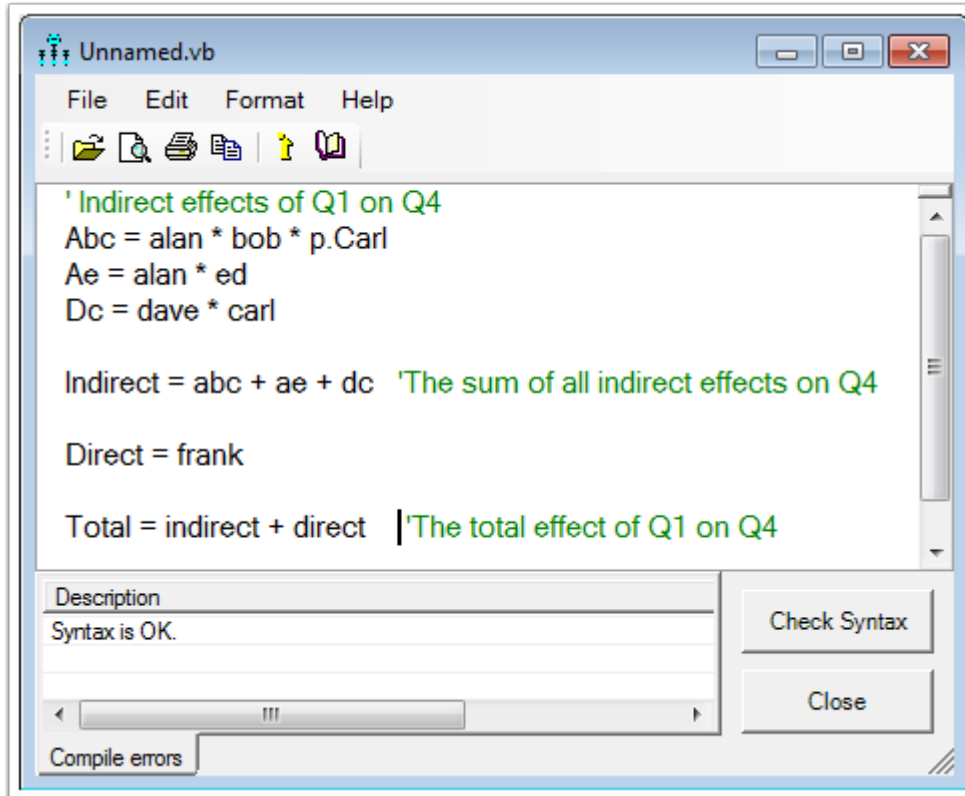 Unnamed.vb
File Edit Format Help
' Indirect effects of Q1 on Q4
Abc = alan * bob * p.Carl
Ae = alan * ed
Dc = dave * carl
Indirect = abc + ae + dc 'The sum of all indirect effects on Q4
Direct = frank
Total = indirect + direct 'The total effect of Q1 on Q4
Description
Syntax is OK.
Check Syntax
Close
Compile errors